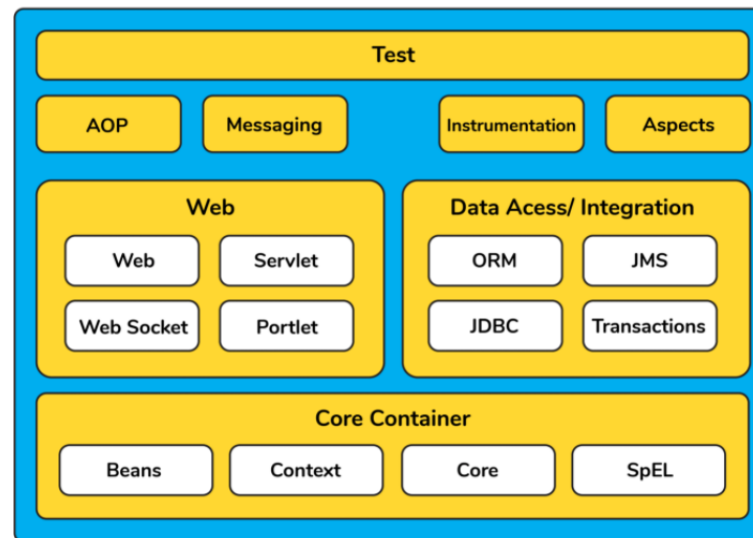 Test
AOP
Messaging
Instrumentation
Aspects
Web
Data Acess/ Integration
Web
Servlet
ORM
JMS
Web Socket
Portlet
JDBC
Transactions
Core Container
Beans
Context
Core
SpEL